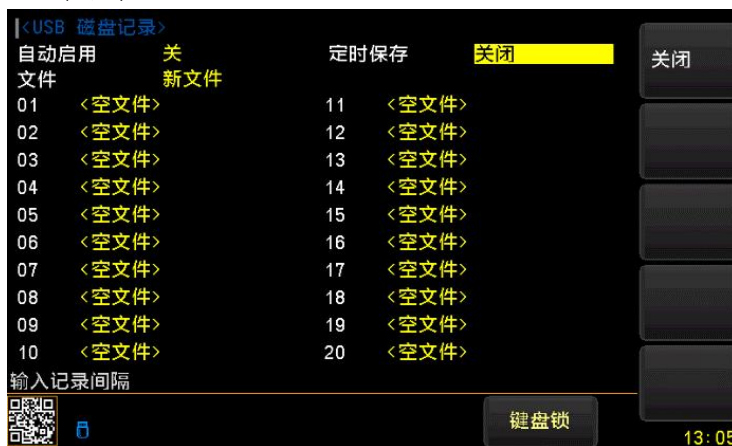 <USB 磁盘记录>
自动启用 关 定时保存 关闭 关闭
文件 新文件
01 <空文件> 11 <空文件>
02 <空文件> 12 <空文件>
03 <空文件> 13 <空文件>
04 <空文件> 14 <空文件>
05 <空文件> 15 <空文件>
06 <空文件> 16 <空文件>
07 <空文件> 17 <空文件>
08 <空文件> 18 <空文件>
09 <空文件> 19 <空文件>
10 <空文件> 20 <空文件>
输入记录间隔
键盘锁
13:05